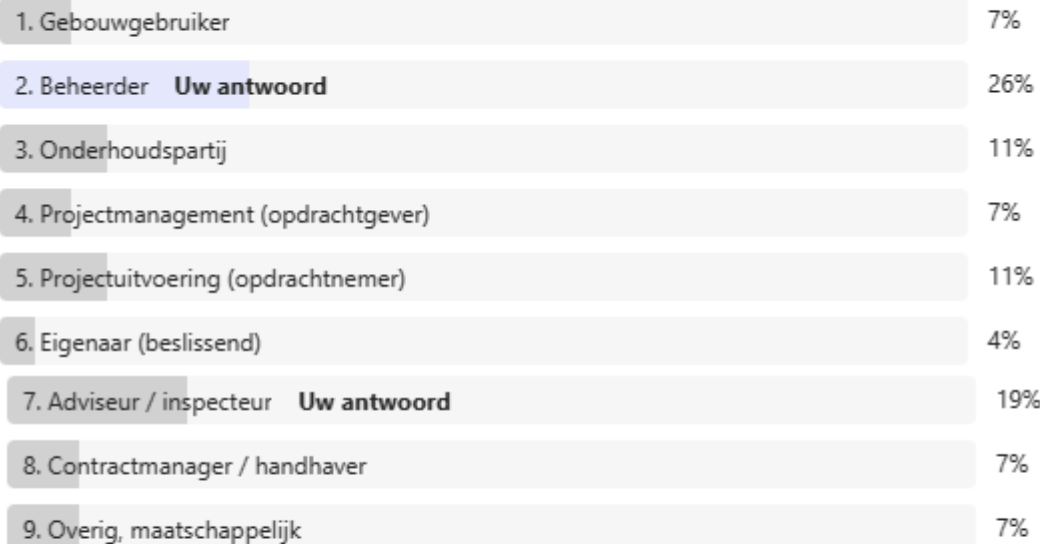 1. Gebouwgebruiker 7%
2. Beheerder Uw antwoord 26%
3. Onderhoudspartij 11%
4. Projectmanagement (opdrachtgever) 7%
5. Projectuitvoering (opdrachtnemer) 11%
6. Eigenaar (beslissend) 4%
7. Adviseur / inspecteur Uw antwoord 19%
8. Contractmanager / handhaver 7%
9. Overig, maatschappelijk 7%